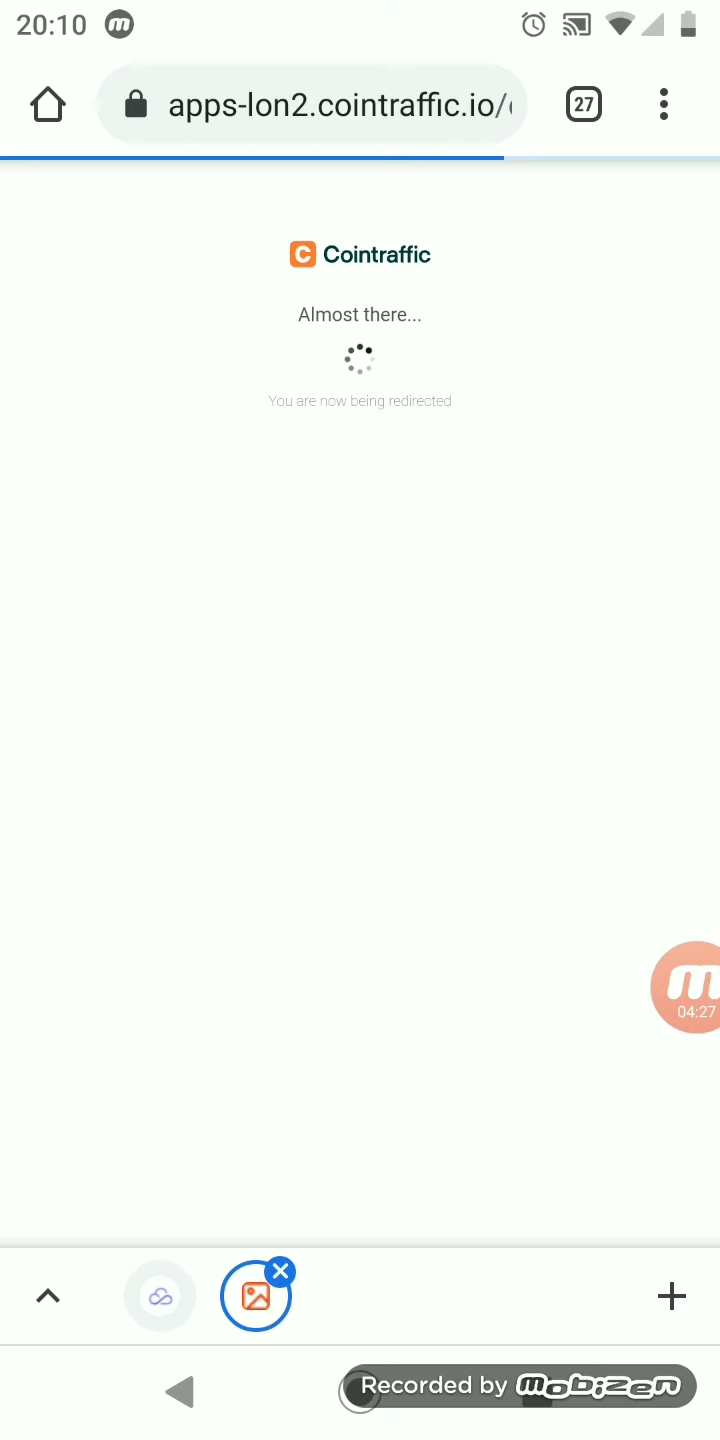 20:10 m
apps-lon2.cointraffic.io/
27
C Cointraffic
Almost there...
You are now being redirected
m
04:27
Recorded by mobizen